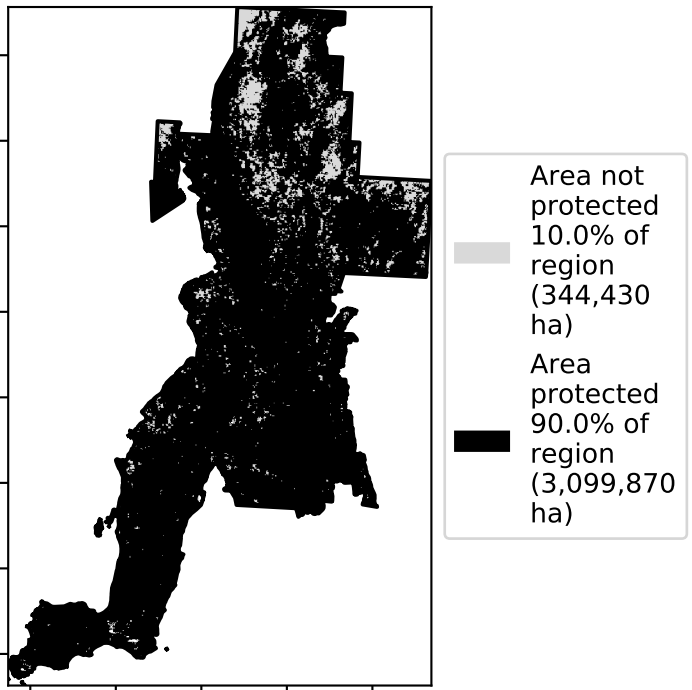 Area not
protected
10.0% of
region
(344,430
ha)
Area
protected
90.0% of
region
(3,099,870
ha)